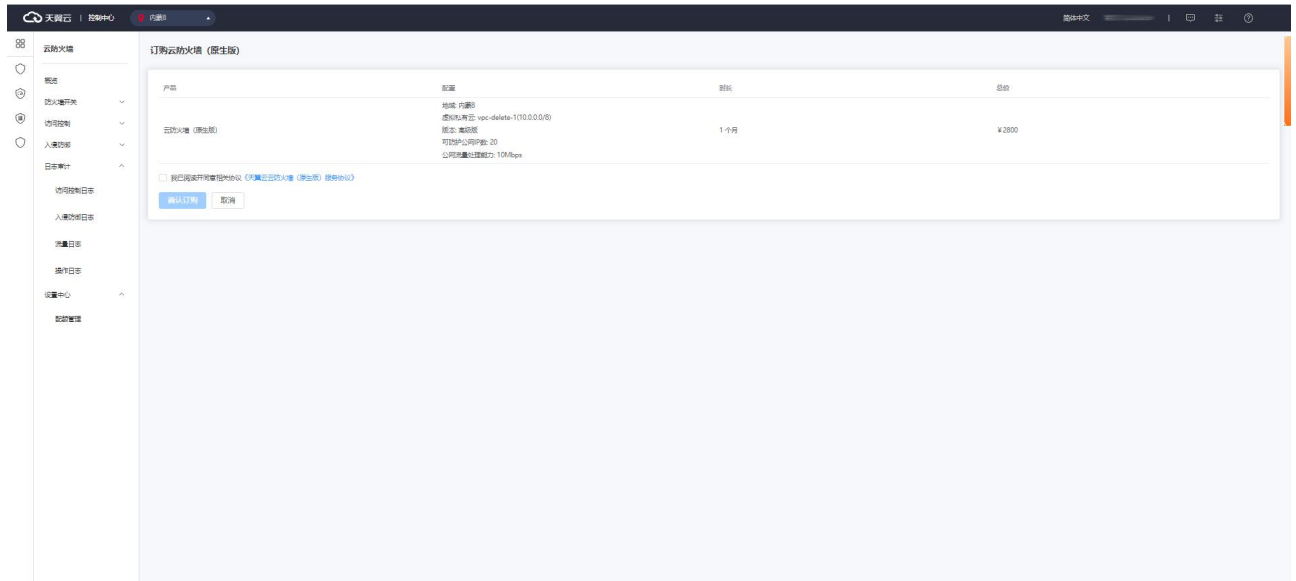 天翼云 | 控制中心
内蒙8
简体中文
云防火墙
概览
防火墙开关
访问控制
入侵防御
日志审计
访问控制日志
入侵防御日志
流量日志
操作日志
设置中心
配额管理
订购云防火墙（原生版）
产品 配置 时长 总价
云防火墙（原生版）
地域: 内蒙8
虚拟私有云: vpc-delete-1(10.0.0.0/8)
版本: 高级版
可防护公网IP数: 20
公网流量处理能力: 10Mbps
1 个月
¥2800
我已阅读并同意相关协议《天翼云云防火墙（原生版）服务协议》
确认订购 取消